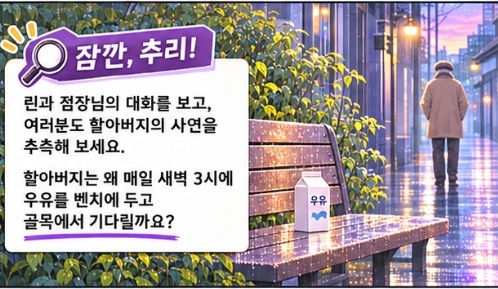 잠깐, 추리!
린과 점장님의 대화를 보고,
여러분도 할아버지의 사연을
추측해 보세요.
할아버지는 왜 매일 새벽 3시에
우유를 벤치에 두고
골목에서 기다릴까요?
우유